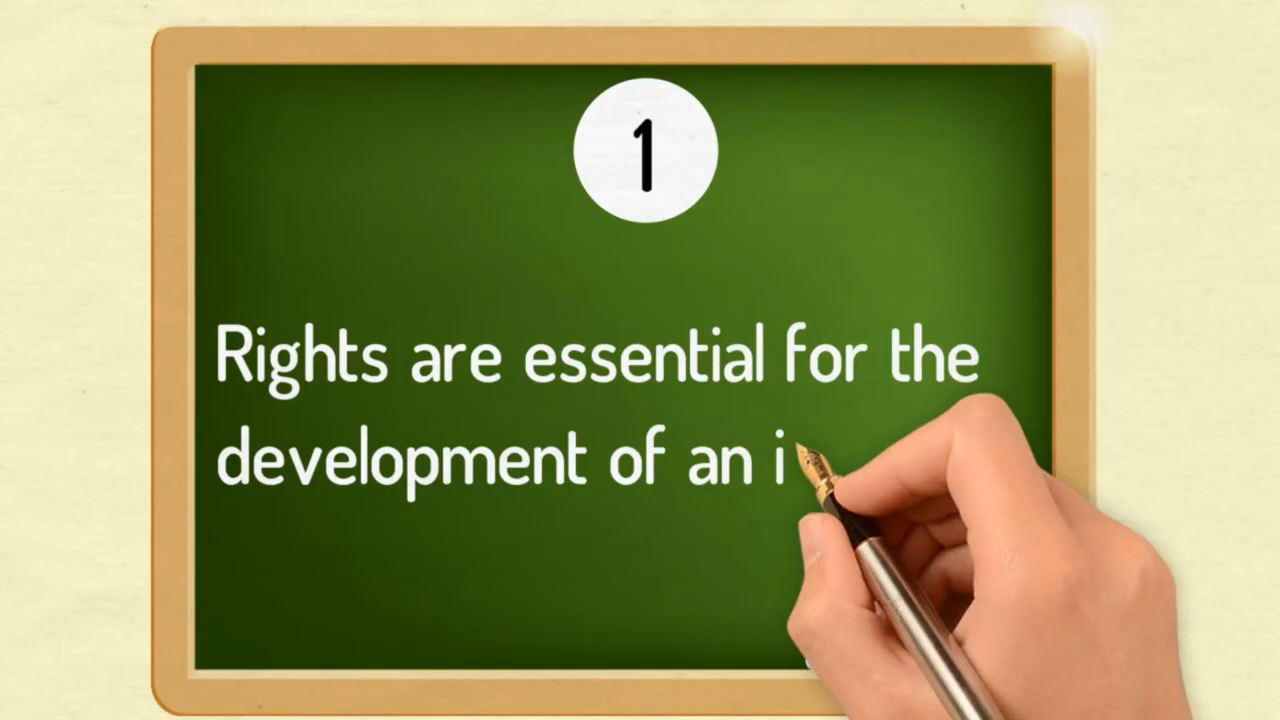 1
Rights are essential for the
development of an i